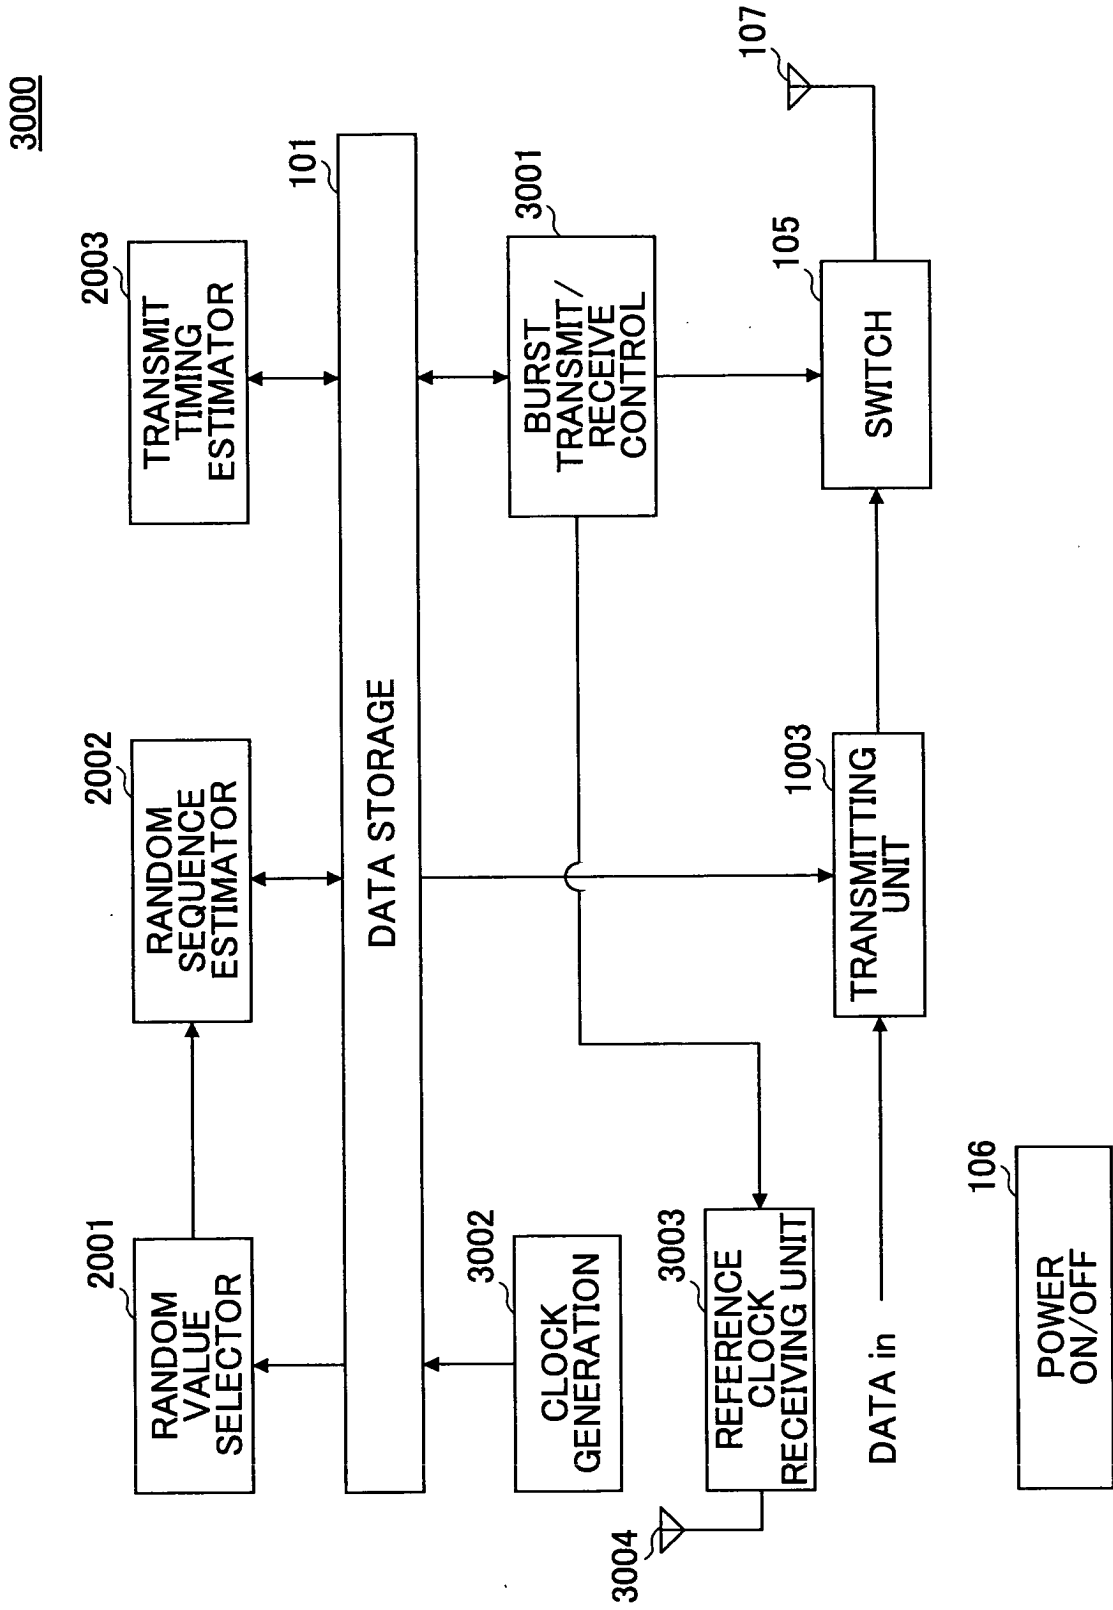 3000
2001
RANDOM
VALUE
SELECTOR
2002
RANDOM
SEQUENCE
ESTIMATOR
2003
TRANSMIT
TIMING
ESTIMATOR
101
DATA STORAGE
3002
CLOCK
GENERATION
3001
BURST
TRANSMIT/
RECEIVE
CONTROL
3004
3003
REFERENCE
CLOCK
RECEIVING UNIT
DATA in
1003
TRANSMITTING
UNIT
105
SWITCH
107
106
POWER
ON/OFF